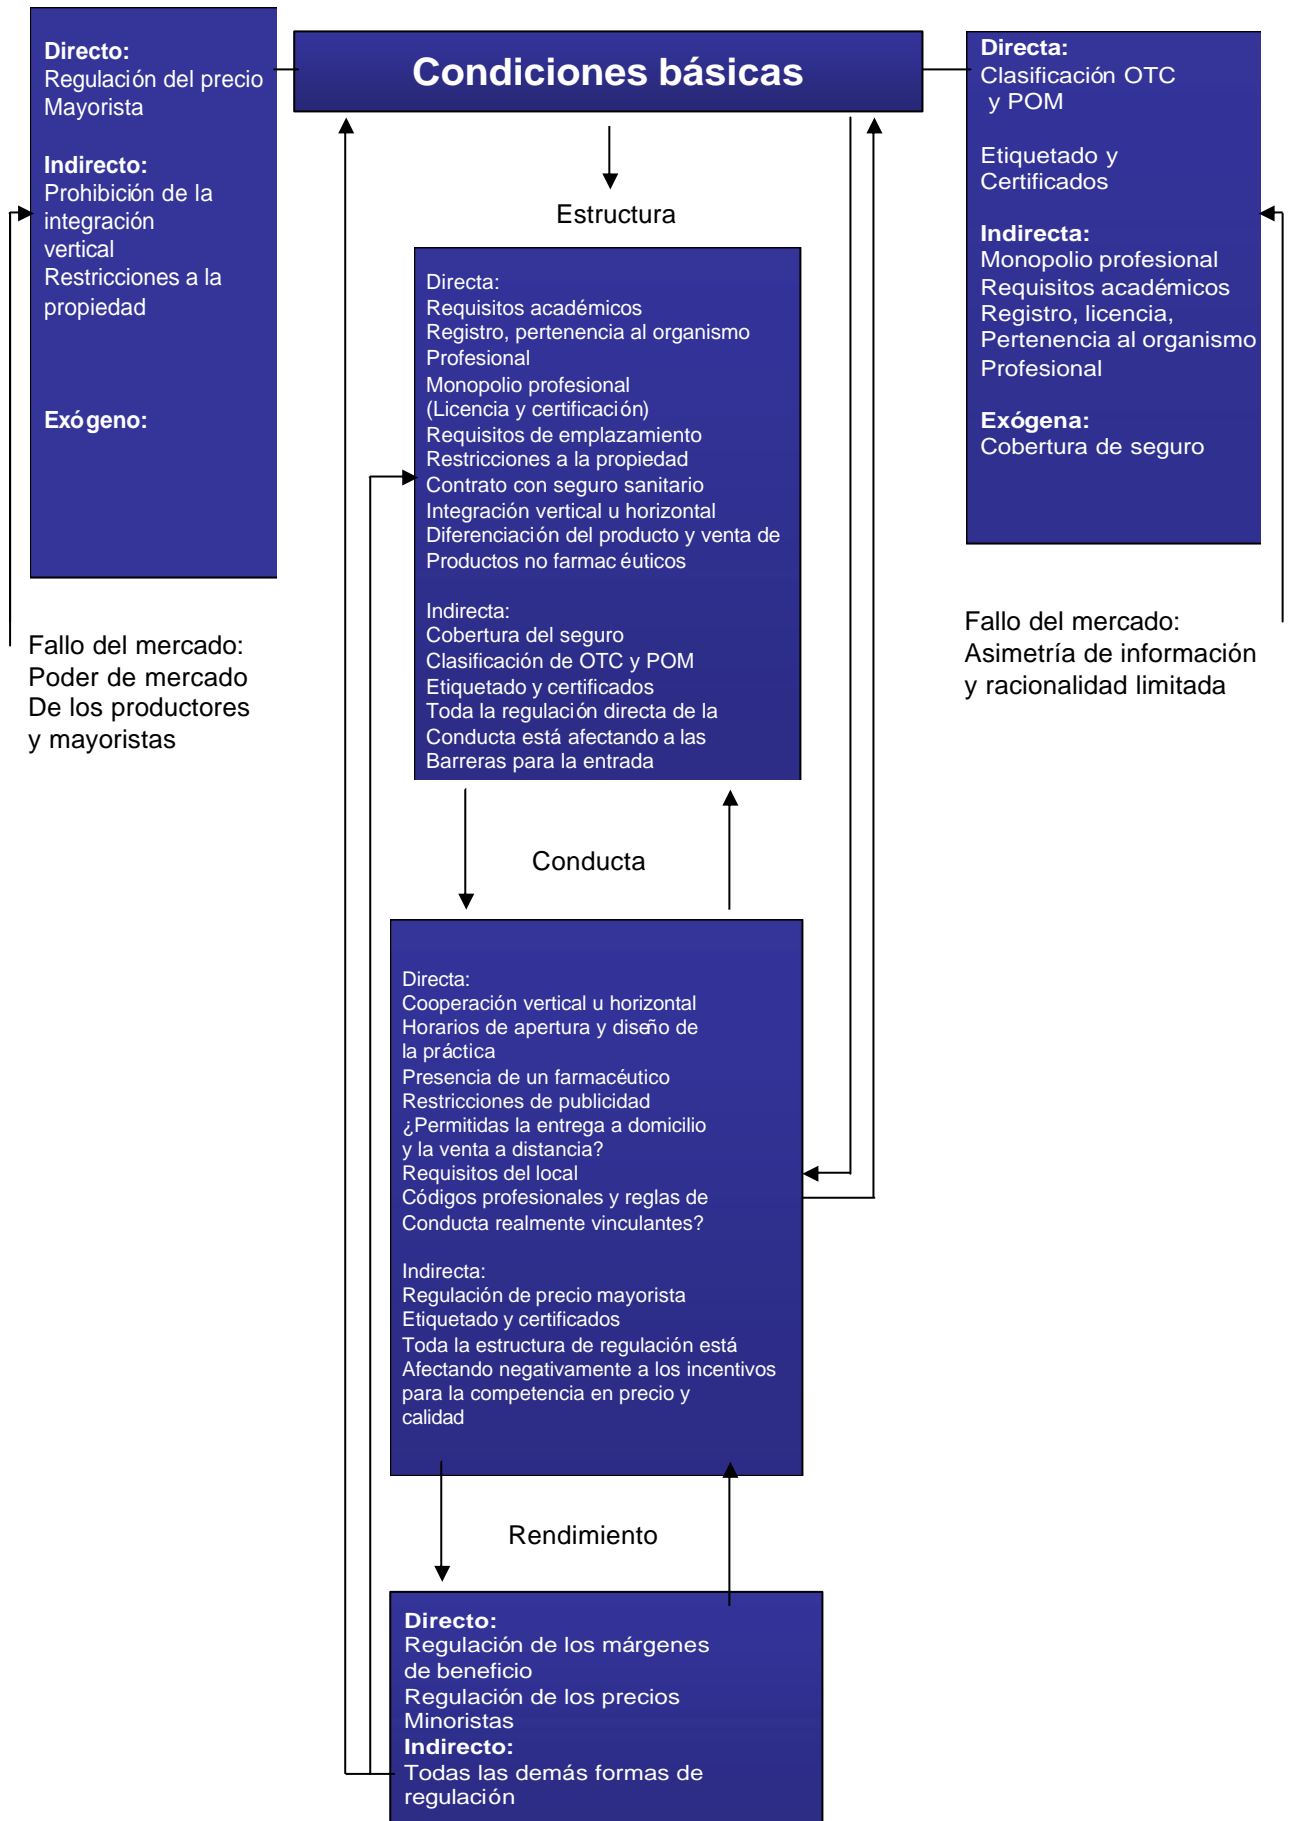 Directo:
Regulación del precio
Mayorista
Indirecto:
Prohibición de la
integración
vertical
Restricciones a la
propiedad
Exógeno:
Fallo del mercado:
Poder de mercado
De los productores
y mayoristas
Condiciones básicas
Directa:
Clasificación OTC
y POM
Etiquetado y
Certificados
Indirecta:
Monopolio profesional
Requisitos académicos
Registro, licencia,
Pertenencia al organismo
Profesional
Exógena:
Cobertura de seguro
Fallo del mercado:
Asimetría de información
y racionalidad limitada
Estructura
Directa:
Requisitos académicos
Registro, pertenencia al organismo
Profesional
Monopolio profesional
(Licencia y certificación)
Requisitos de emplazamiento
Restricciones a la propiedad
Contrato con seguro sanitario
Integración vertical u horizontal
Diferenciación del producto y venta de
Productos no farmacéuticos
Indirecta:
Cobertura del seguro
Clasificación de OTC y POM
Etiquetado y certificados
Toda la regulación directa de la
Conducta está afectando a las
Barreras para la entrada
Conducta
Directa:
Cooperación vertical u horizontal
Horarios de apertura y diseño de
la práctica
Presencia de un farmacéutico
Restricciones de publicidad
¿Permitidas la entrega a domicilio
y la venta a distancia?
Requisitos del local
Códigos profesionales y reglas de
Conducta realmente vinculantes?
Indirecta:
Regulación de precio mayorista
Etiquetado y certificados
Toda la estructura de regulación está
Afectando negativamente a los incentivos
para la competencia en precio y
calidad
Rendimiento
Directo:
Regulación de los márgenes
de beneficio
Regulación de los precios
Minoristas
Indirecto:
Todas las demás formas de
regulación